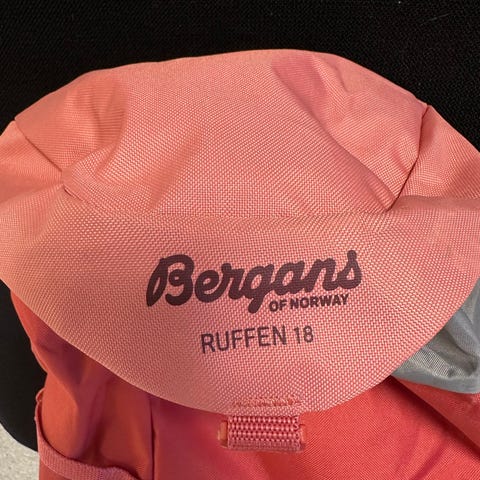 Bergans
OF NORWAY
RUFFEN 18